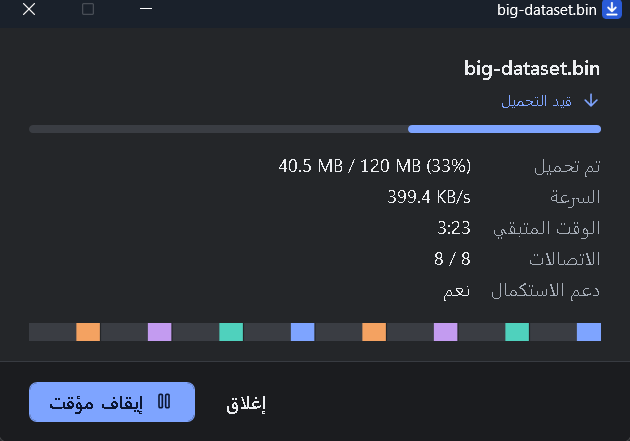 big-dataset.bin
big-dataset.bin
قيد التحميل
تم تحميل 40.5 MB / 120 MB (33%)
السرعة 399.4 KB/s
الوقت المتبقي 3:23
الاتصالات 8 / 8
دعم الاستكمال نعم
إغلاق
إيقاف مؤقت